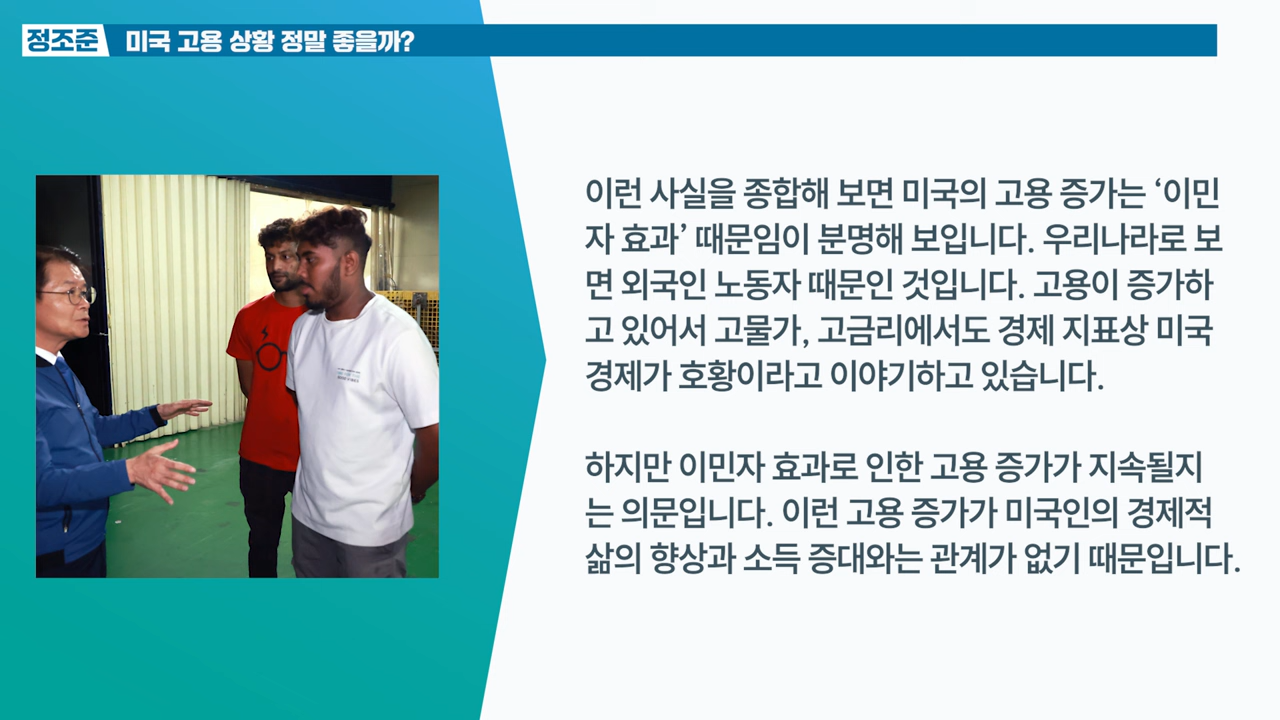 정조준 미국 고용 상황 정말 좋을까?
이런 사실을 종합해 보면 미국의 고용 증가는 ‘이민
자 효과’ 때문임이 분명해 보입니다. 우리나라로 보
면 외국인 노동자 때문인 것입니다. 고용이 증가하
고 있어서 고물가, 고금리에서도 경제 지표상 미국
경제가 호황이라고 이야기하고 있습니다.
하지만 이민자 효과로 인한 고용 증가가 지속될지
는 의문입니다. 이런 고용 증가가 미국인의 경제적
삶의 향상과 소득 증대와는 관계가 없기 때문입니다.